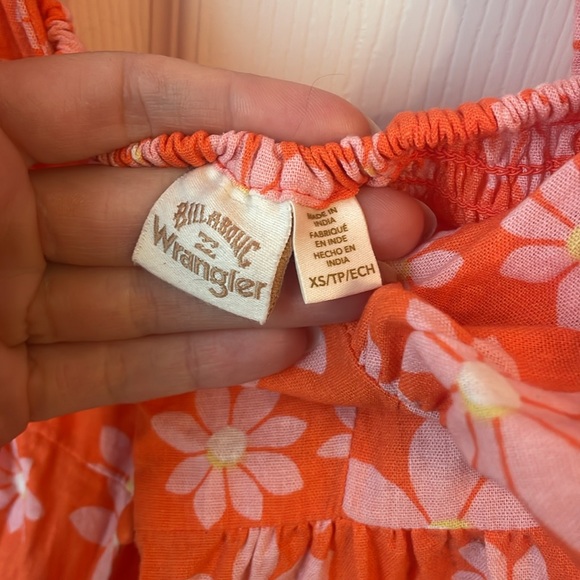 BILLABONG
Wrangler
MADE IN
INDIA
FABRIQUÉ
EN INDE
HECHO EN
INDIA
XS/TP/ECH